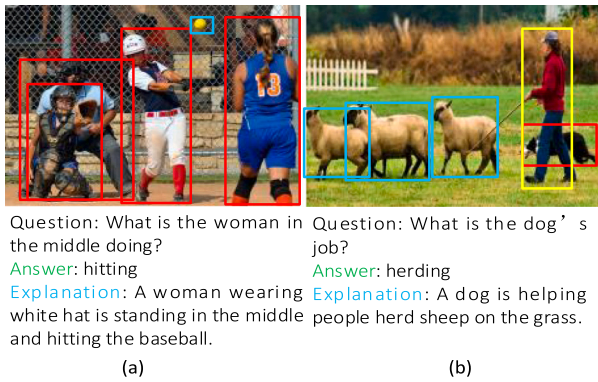 13
Question: What is the woman in
the middle doing?
Answer: hitting
Explanation: A woman wearing
white hat is standing in the middle
and hitting the baseball.
(a)
Question: What is the dog’s
job?
Answer: herding
Explanation: A dog is helping
people herd sheep on the grass.
(b)